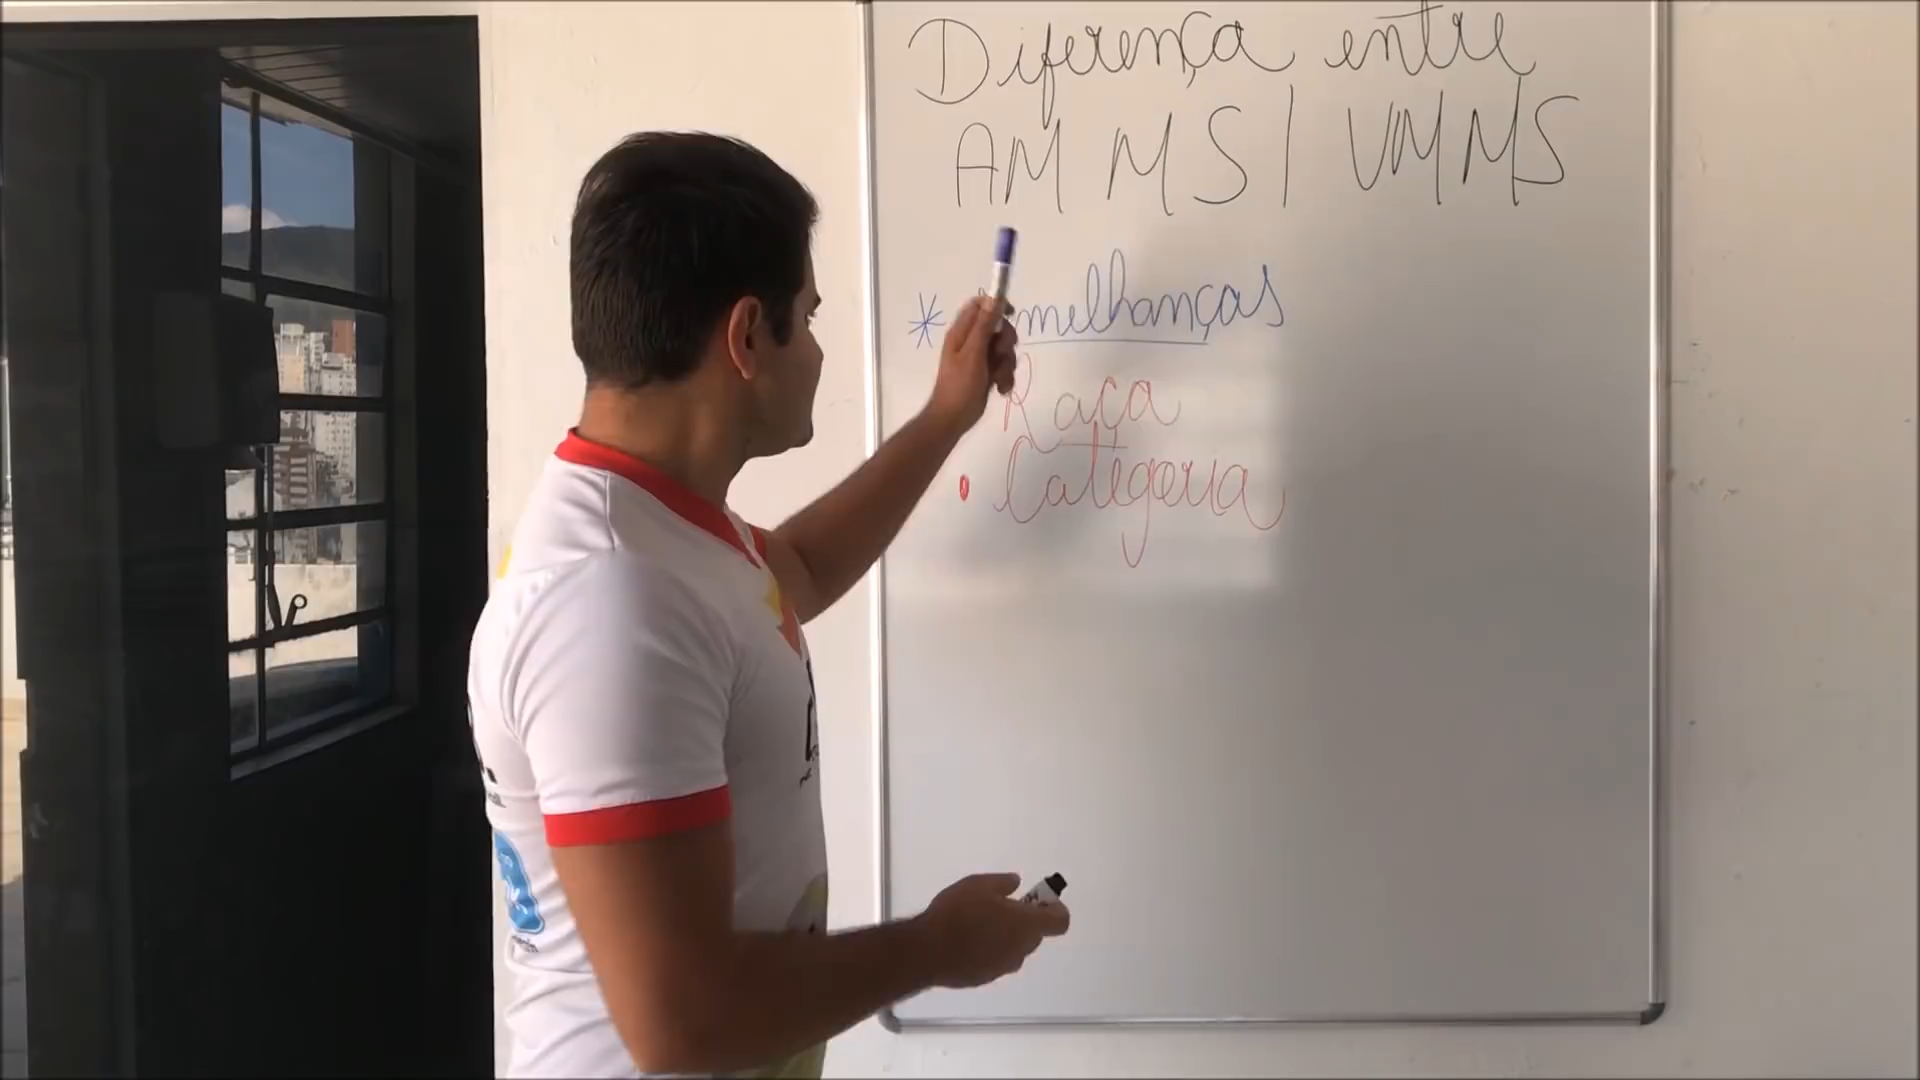 Diferença entre
AM MS | VM MS
* Semelhanças
Raça
• Categoria